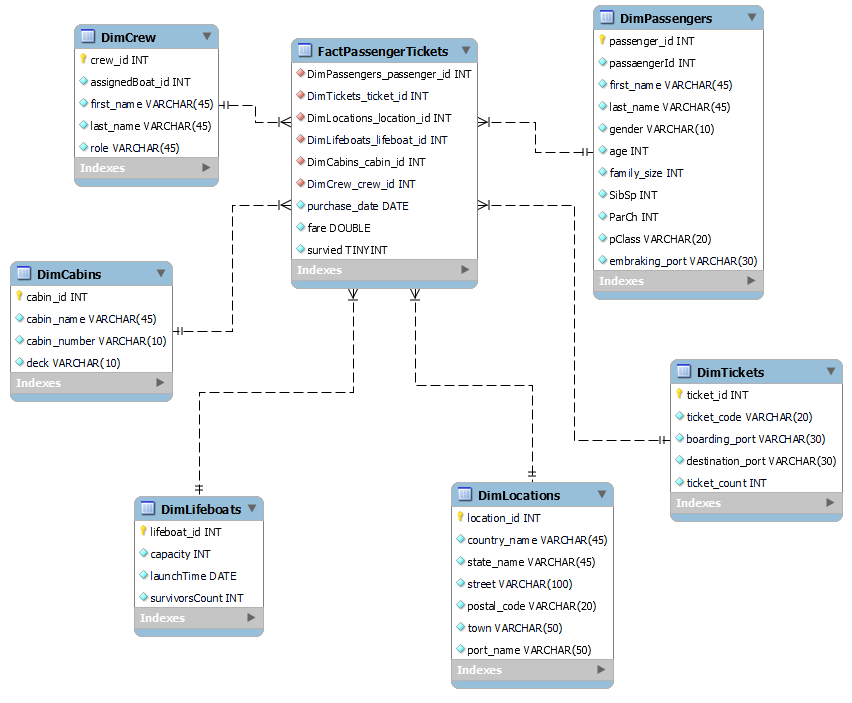 DimCrew
crew_id INT
assignedBoat_id INT
first_name VARCHAR(45)
last_name VARCHAR(45)
role VARCHAR(45)
Indexes
FactPassengerTickets
DimPassengers_passenger_id INT
DimTickets_ticket_id INT
DimLocations_location_id INT
DimLifeboats_lifeboat_id INT
DimCabins_cabin_id INT
DimCrew_crew_id INT
purchase_date DATE
fare DOUBLE
survied TINYINT
Indexes
DimPassengers
passenger_id INT
passaengerId INT
first_name VARCHAR(45)
last_name VARCHAR(45)
gender VARCHAR(10)
age INT
family_size INT
SibSp INT
ParCh INT
pClass VARCHAR(20)
embraking_port VARCHAR(30)
Indexes
DimCabins
cabin_id INT
cabin_name VARCHAR(45)
cabin_number VARCHAR(10)
deck VARCHAR(10)
Indexes
DimTickets
ticket_id INT
ticket_code VARCHAR(20)
boarding_port VARCHAR(30)
destination_port VARCHAR(30)
ticket_count INT
Indexes
DimLifeboats
lifeboat_id INT
capacity INT
launchTime DATE
survivorsCount INT
Indexes
DimLocations
location_id INT
country_name VARCHAR(45)
state_name VARCHAR(45)
street VARCHAR(100)
postal_code VARCHAR(20)
town VARCHAR(50)
port_name VARCHAR(50)
Indexes